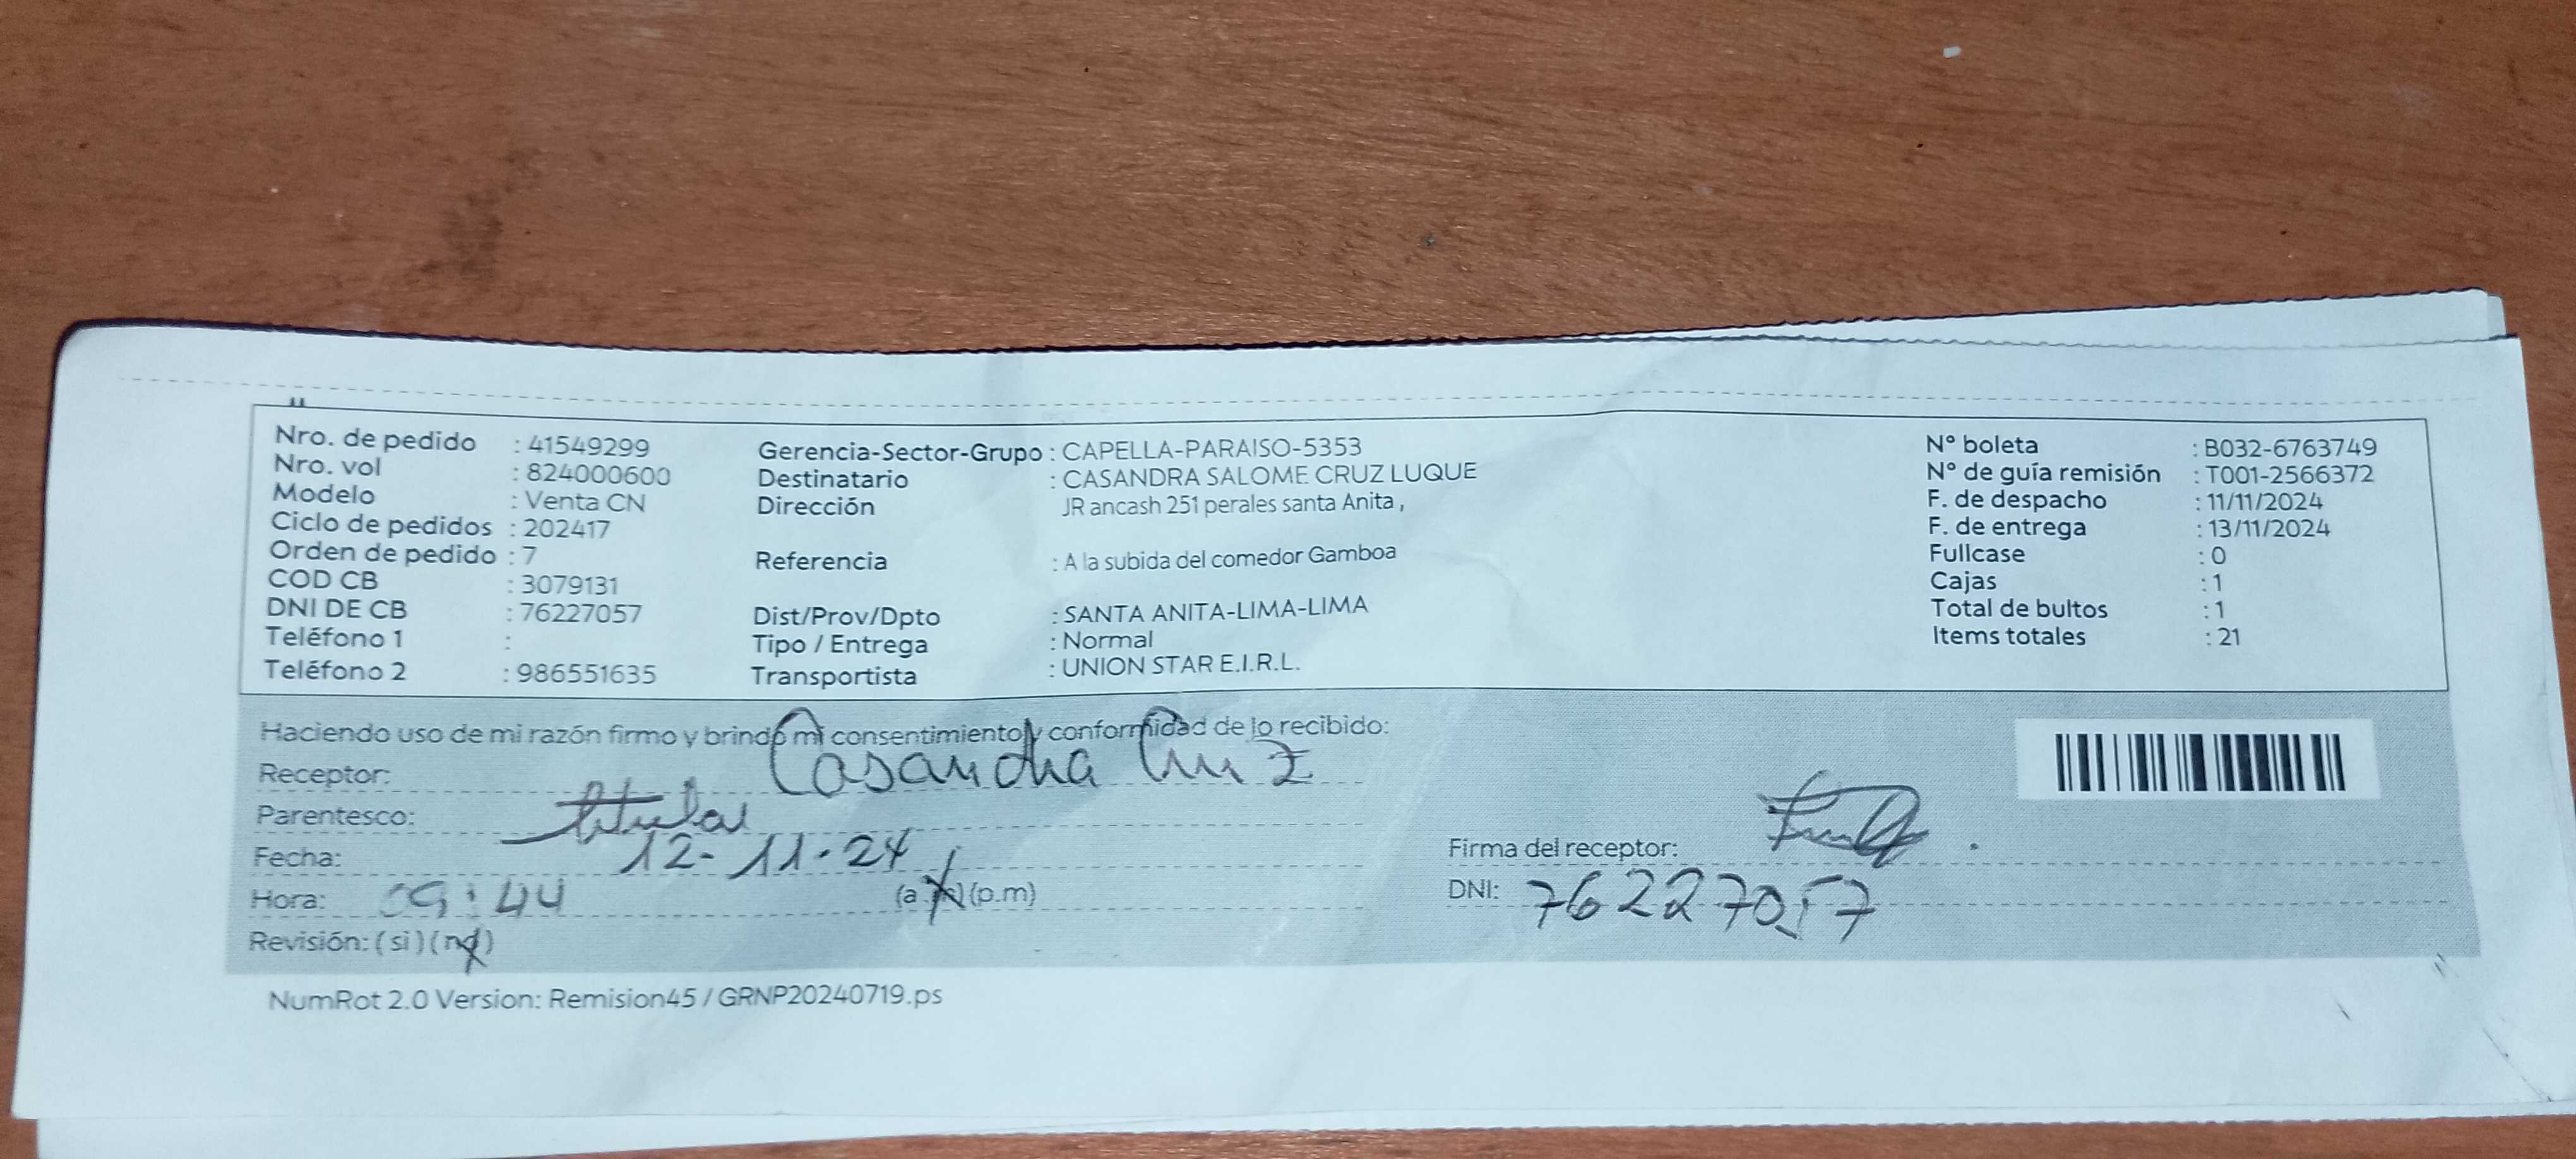 Nro. de pedido : 41549299
Nro. vol : 824000600
Modelo : Venta CN
Ciclo de pedidos : 202417
Orden de pedido : 7
COD CB : 3079131
DNI DE CB : 76227057
Teléfono 1 :
Teléfono 2 : 986551635
Gerencia-Sector-Grupo : CAPELLA-PARAISO-5353
Destinatario : CASANDRA SALOME CRUZ LUQUE
Dirección JR ancash 251 perales santa Anita ,
Referencia : A la subida del comedor Gamboa
Dist/Prov/Dpto : SANTA ANITA-LIMA-LIMA
Tipo / Entrega : Normal
Transportista : UNION STAR E.I.R.L.
N° boleta : B032-6763749
N° de guía remisión : T001-2566372
F. de despacho : 11/11/2024
F. de entrega : 13/11/2024
Fullcase : 0
Cajas : 1
Total de bultos : 1
Items totales : 21
Haciendo uso de mi razón firmo y brindo mi consentimiento y conformidad de lo recibido:
Receptor: Casandra Cruz
Parentesco: titular
Fecha: 12-11-24
Hora: 09:44 (a.m) (p.m)
Revisión: (si) (no)
Firma del receptor:
DNI: 76227057
NumRot 2.0 Version: Remision45 / GRNP20240719.ps